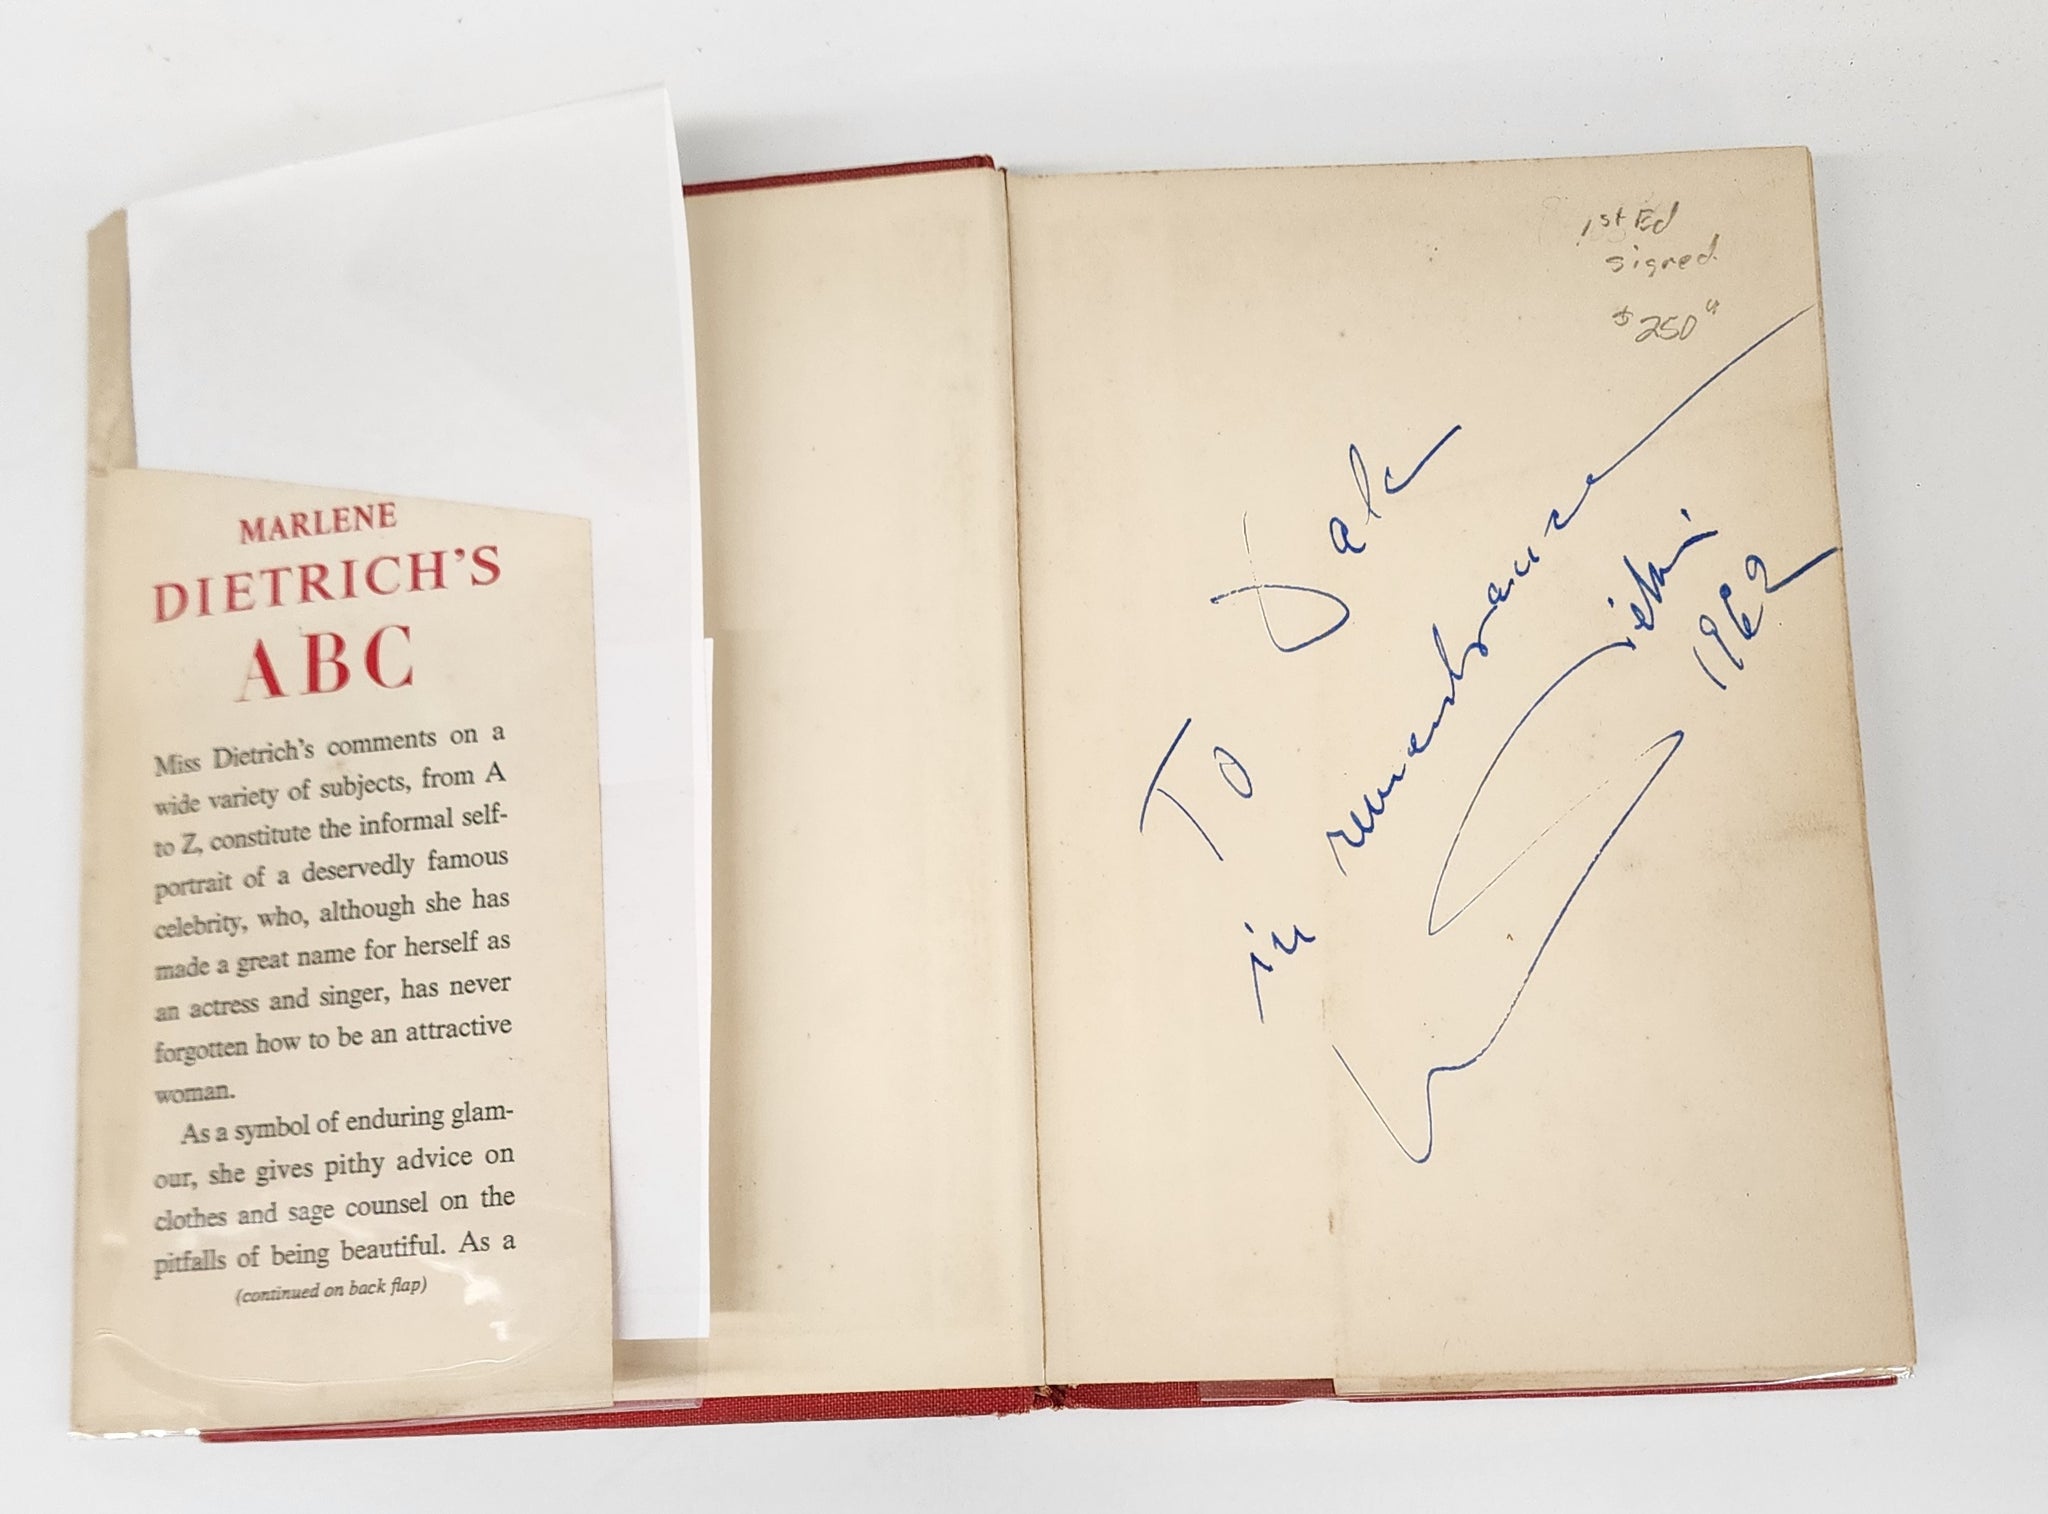 MARLENE
DIETRICH'S
ABC
Miss Dietrich's comments on a
wide variety of subjects, from A
to Z, constitute the informal self-
portrait of a deservedly famous
celebrity, who, although she has
made a great name for herself as
an actress and singer, has never
forgotten how to be an attractive
woman.
As a symbol of enduring glam-
our, she gives pithy advice on
clothes and sage counsel on the
pitfalls of being beautiful. As a
(continued on back flap)
1st Ed
signed
$250
To Dale
in remembrance
Dietrich
1962